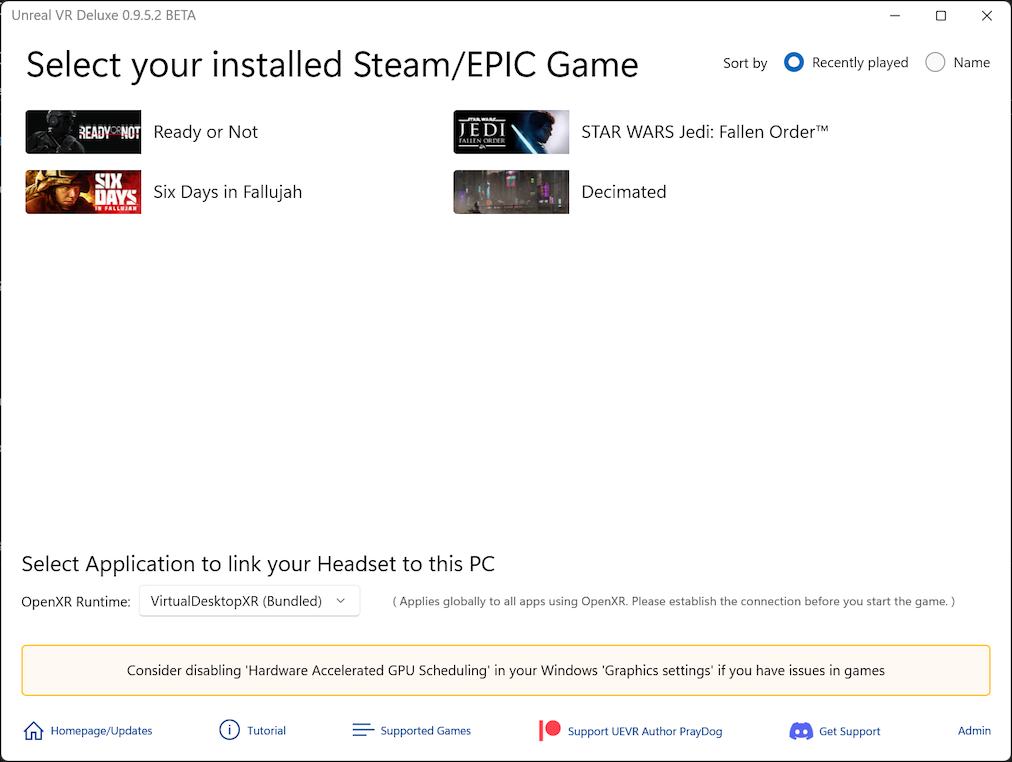 Unreal VR Deluxe 0.9.5.2 BETA
Select your installed Steam/EPIC Game
Sort by Recently played Name
READY OR NOT Ready or Not
STAR WARS JEDI FALLEN ORDER STAR WARS Jedi: Fallen Order™
SIX DAYS IN FALLUJAH Six Days in Fallujah
Decimated
Select Application to link your Headset to this PC
OpenXR Runtime: VirtualDesktopXR (Bundled) ( Applies globally to all apps using OpenXR. Please establish the connection before you start the game. )
Consider disabling 'Hardware Accelerated GPU Scheduling' in your Windows 'Graphics settings' if you have issues in games
Homepage/Updates Tutorial Supported Games Support UEVR Author PrayDog Get Support Admin